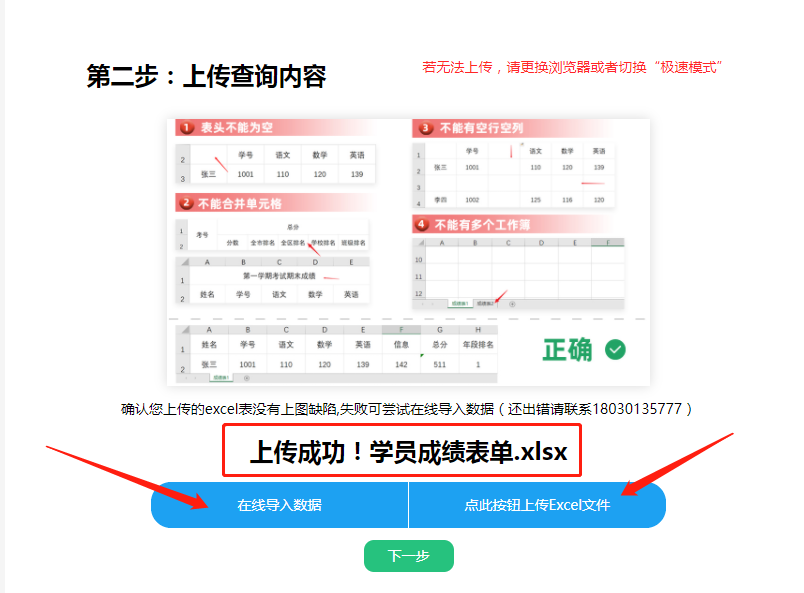 第二步：上传查询内容
若无法上传，请更换浏览器或者切换“极速模式”
1 表头不能为空
学号 语文 数学 英语
2
张三 1001 110 120 139
3
2 不能合并单元格
总分
1 考号
2 分数 全市排名 全区排名 学校排名 班级排名
A B C D E
1 第一学期考试期末成绩
2 姓名 学号 语文 数学 英语
3 不能有空行空列
1 学号 语文 数学 英语
2 张三 1001 110 120 139
3
4 李四 1002 125 116 120
4 不能有多个工作簿
A B C D E F
10
11
12
成绩表1 成绩表2
A B C D E F G H
1 姓名 学号 语文 数学 英语 信息 总分 年段排名
2 张三 1001 110 120 139 142 511 1
成绩表1
正确
确认您上传的excel表没有上图缺陷,失败可尝试在线导入数据（还出错请联系18030135777）
上传成功！学员成绩表单.xlsx
在线导入数据
点此按钮上传Excel文件
下一步